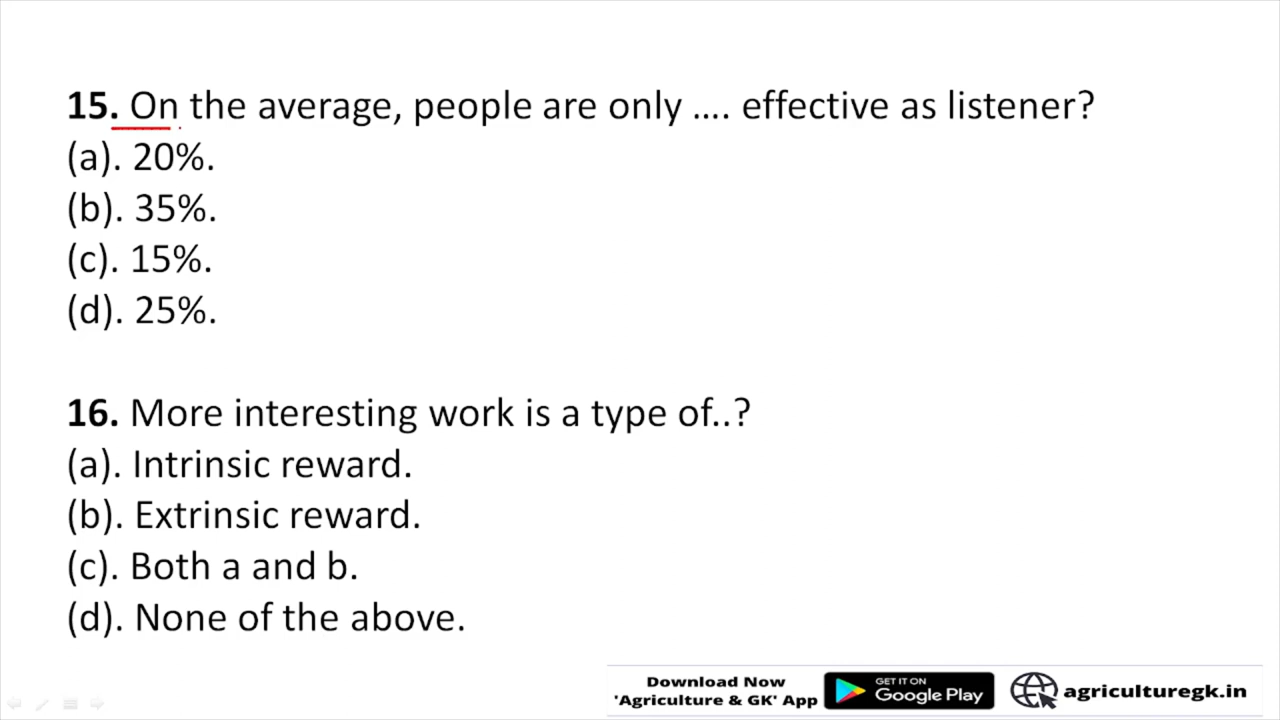 15. On the average, people are only .... effective as listener?
(a). 20%.
(b). 35%.
(c). 15%.
(d). 25%.
16. More interesting work is a type of..?
(a). Intrinsic reward.
(b). Extrinsic reward.
(c). Both a and b.
(d). None of the above.
Download Now
'Agriculture & GK' App
GET IT ON
Google Play
agriculturegk.in